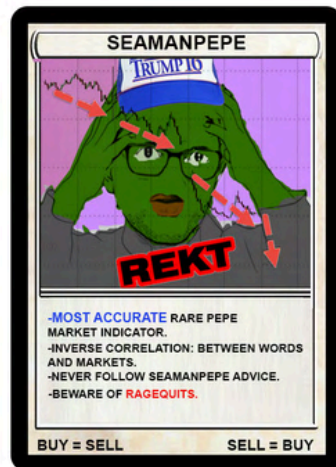 SEAMANPEPE
TRUMP16
REKT
-MOST ACCURATE RARE PEPE
MARKET INDICATOR.
-INVERSE CORRELATION: BETWEEN WORDS
AND MARKETS.
-NEVER FOLLOW SEAMANPEPE ADVICE.
-BEWARE OF RAGEQUITS.
BUY = SELL SELL = BUY